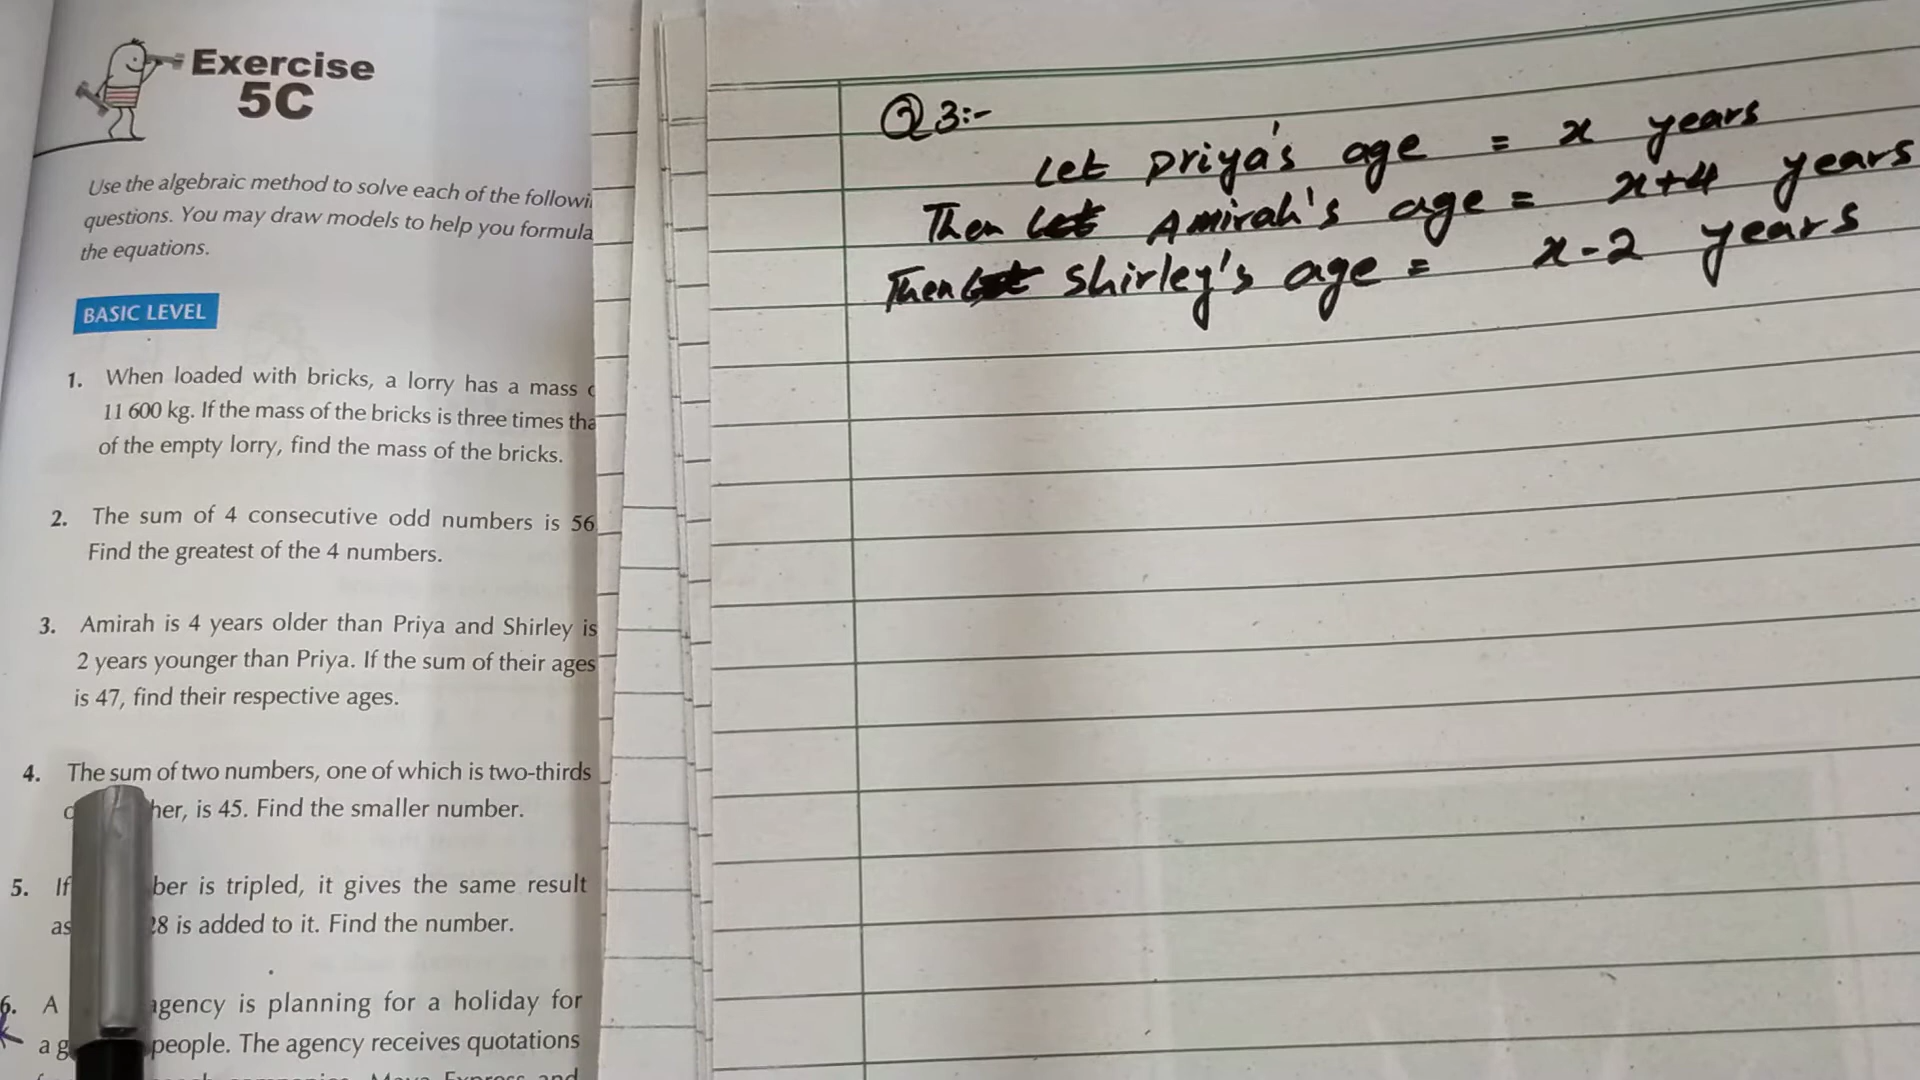 Exercise
5C
Use the algebraic method to solve each of the
questions. You may draw models to help you
the equations.
BASIC LEVEL
1. When loaded with bricks, a lorry has a mass
11 600 kg. If the mass of the bricks is three times
of the empty lorry, find the mass of the bricks.
2. The sum of 4 consecutive odd numbers is 56
Find the greatest of the 4 numbers.
3. Amirah is 4 years older than Priya and Shirley is
2 years younger than Priya. If the sum of their ages
is 47, find their respective ages.
4. The sum of two numbers, one of which is two-thirds
is 45. Find the smaller number.
5. If is tripled, it gives the same result
as 28 is added to it. Find the number.
6. A agency is planning for a holiday for
people. The agency receives quotations
Express and
Q3:-
Let priya's age = x years
Then Amirah's age = x+4 years
Then Shirley's age = x-2 years